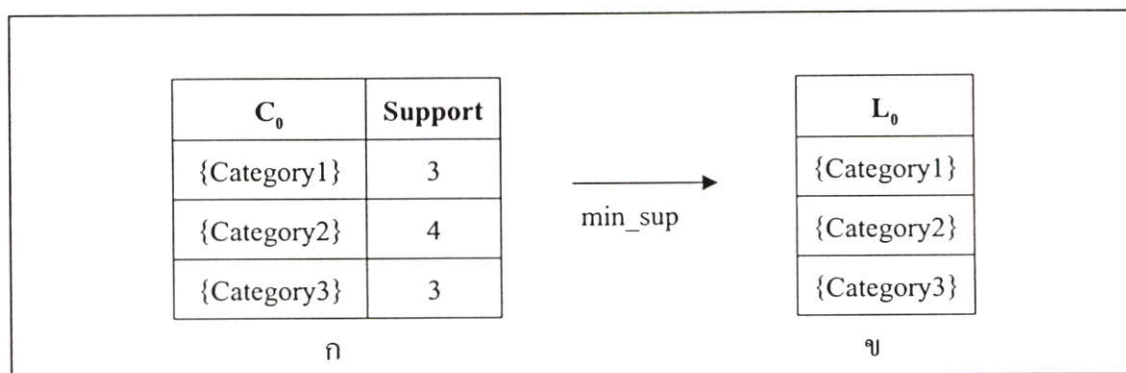 C₀ Support
{Category1} 3
{Category2} 4
{Category3} 3
ก
min_sup
L₀
{Category1}
{Category2}
{Category3}
ข